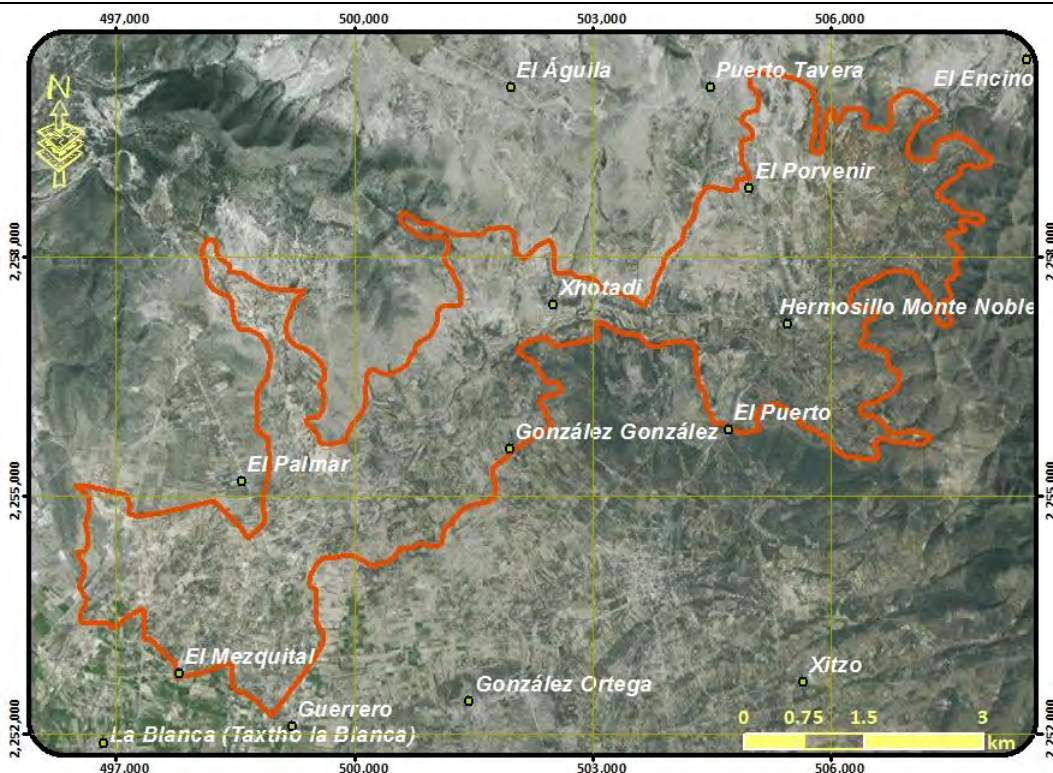 497,000 500,000 503,000 506,000
N
El Águila
Puerto Tavera
El Encino
El Porvenir
2,258,000 2,258,000
Xhotadi
Hermosillo Monte Noble
El Puerto
González González
El Palmar
2,255,000 2,255,000
El Mezquital
Xitzo
González Ortega
Guerrero
La Blanca (Taxtho la Blanca)
0 0.75 1.5 3
km
2,252,000 2,252,000
497,000 500,000 503,000 506,000